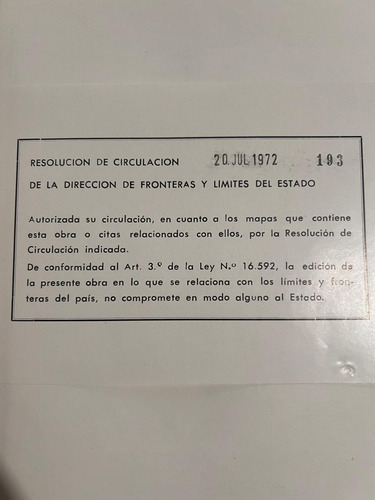 RESOLUCION DE CIRCULACION 20 JUL 1972 193
DE LA DIRECCION DE FRONTERAS Y LIMITES DEL ESTADO
Autorizada su circulación, en cuanto a los mapas que contiene
esta obra o citas relacionados con ellos, por la Resolución de
Circulación indicada.
De conformidad al Art. 3.º de la Ley N.º 16.592, la edición de
la presente obra en lo que se relaciona con los límites y fron-
teras del país, no compromete en modo alguno al Estado.